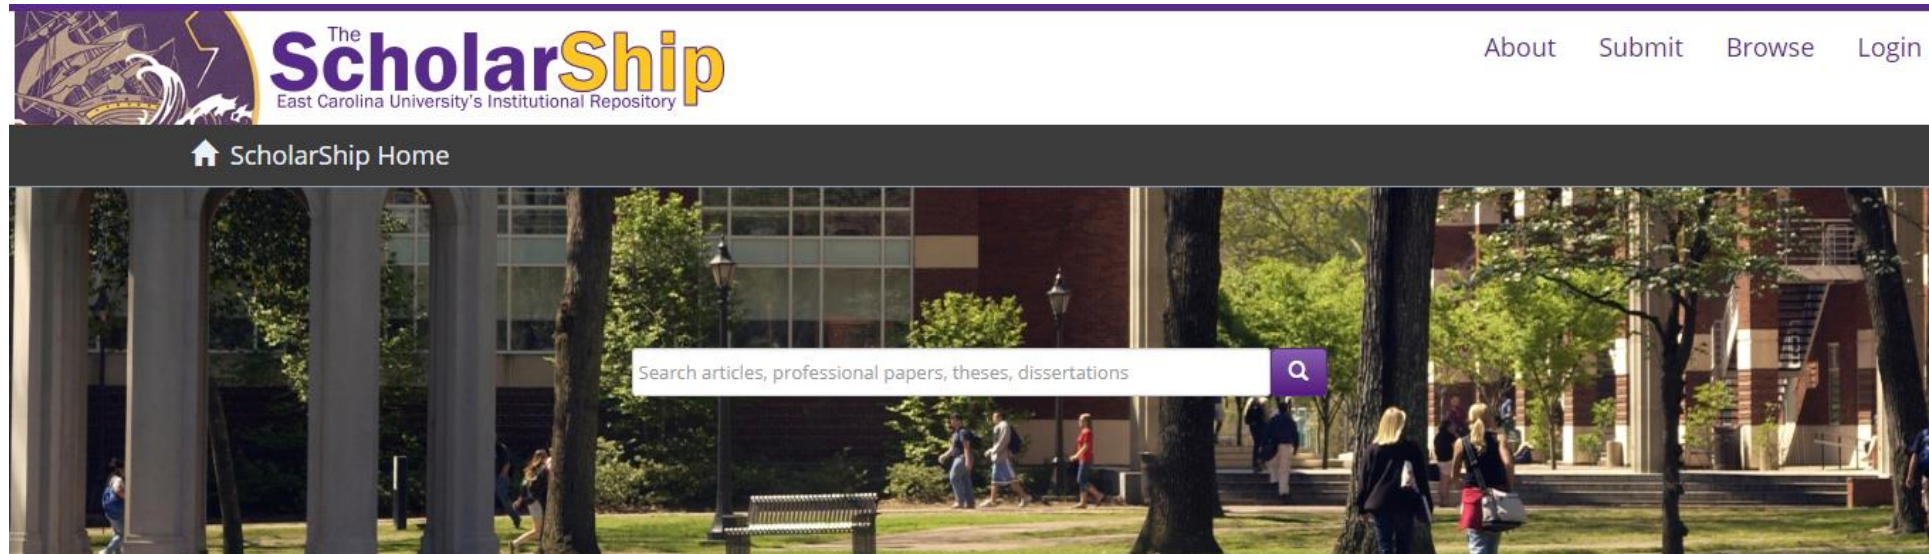 The
ScholarShip
East Carolina University's Institutional Repository
About Submit Browse Login
ScholarShip Home
Search articles, professional papers, theses, dissertations